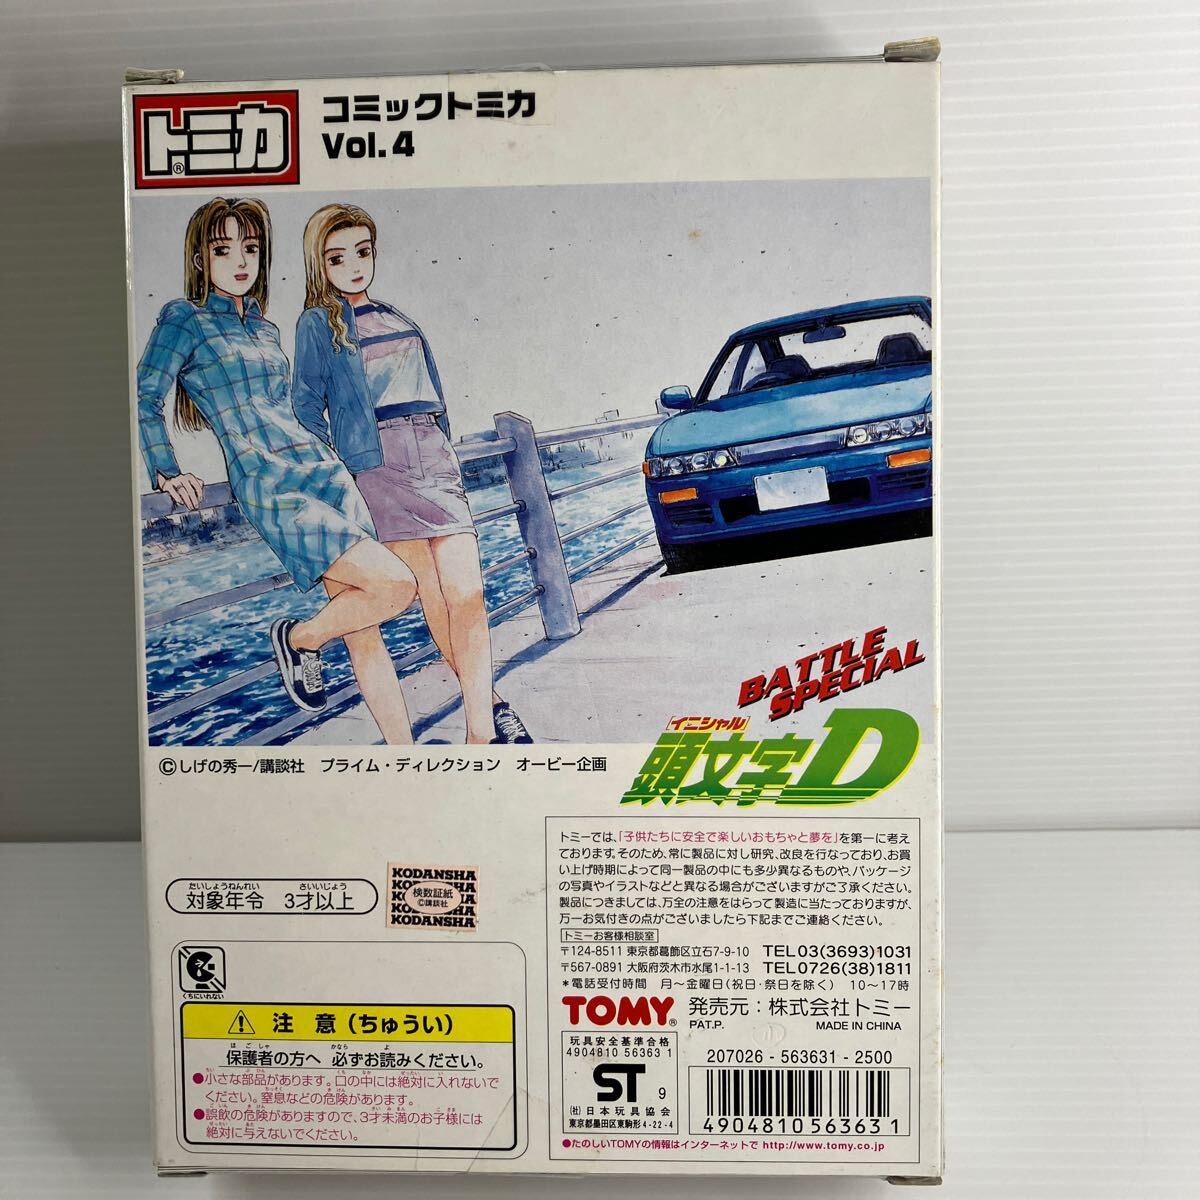 トミカ®
コミックトミカ
Vol.4
BATTLE
SPECIAL
[イニシャル]
頭文字D
©しげの秀一/講談社 プライム・ディレクション オービー企画
たいしょうねんれい さいいじょう
対象年令 3才以上
KODANSHA
検数証紙
©講談社
KODANSHA
くちにいれない
注意(ちゅうい)
ほごしゃ かなら よ
保護者の方へ 必ずお読みください。
●小さな部品があります。口の中には絶対に入れないで
ください。窒息などの危険があります。
●誤飲の危険がありますので、3才未満のお子様には
絶対に与えないでください。
トミーでは、「子供たちに安全で楽しいおもちゃと夢を」を第一に考え
ております。そのため、常に製品に対し研究、改良を行なっており、お買
い上げ時期によって同一製品の中にも多少異なるものや、パッケージ
の写真やイラストなどと異なる場合がございますがご了承ください。
製品につきましては、万全の注意をはらって製造に当たっておりますが、
万一お気付きの点がございましたら下記までご連絡ください。
トミーお客様相談室
〒124-8511 東京都葛飾区立石7-9-10 TEL03(3693)1031
〒567-0891 大阪府茨木市水尾1-1-13 TEL0726(38)1811
*電話受付時間 月〜金曜日(祝日・祭日を除く) 10〜17時
TOMY® 発売元:株式会社トミー
PAT.P. MADE IN CHINA
玩具安全基準合格
4904810 56363 1
ST 9
(社)日本玩具協会
東京都墨田区東駒形4-22-4
207026-563631-2500
4904810563631
●たのしいTOMYの情報はインターネットで http://www.tomy.co.jp